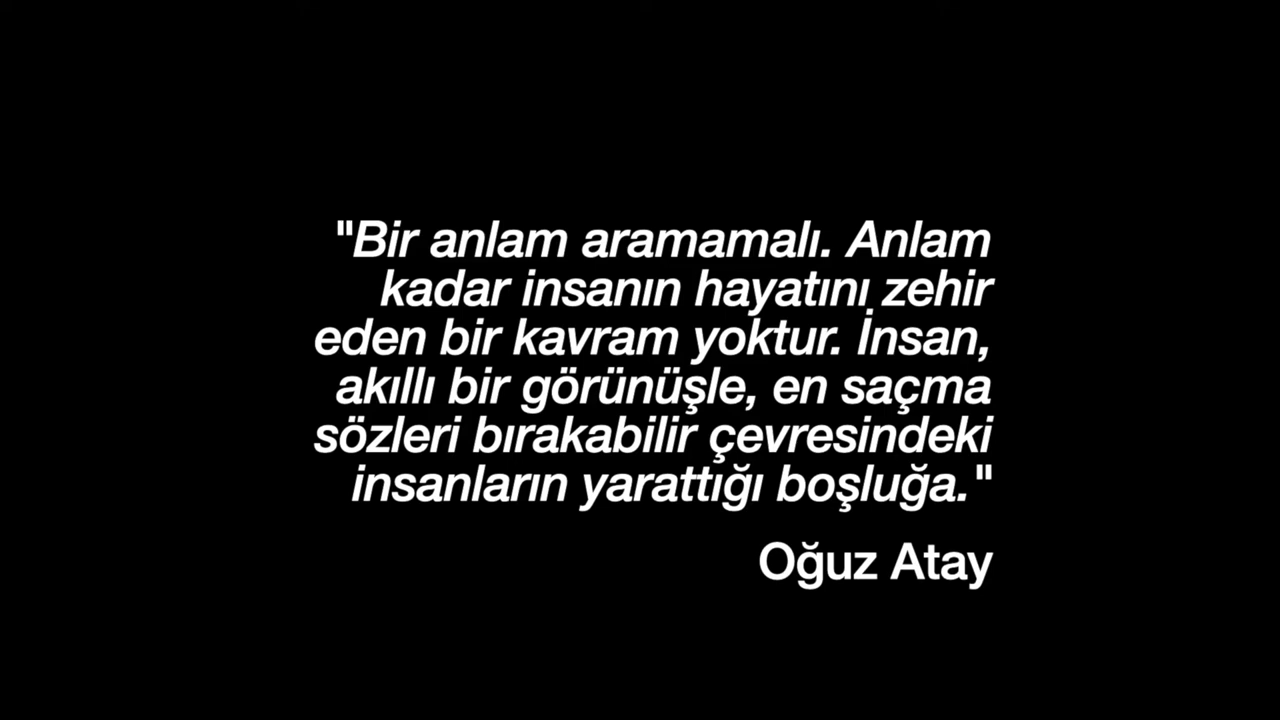 "Bir anlam aramamalı. Anlam
kadar insanın hayatını zehir
eden bir kavram yoktur. İnsan,
akıllı bir görünüşle, en saçma
sözleri bırakabilir çevresindeki
insanların yarattığı boşluğa."
Oğuz Atay